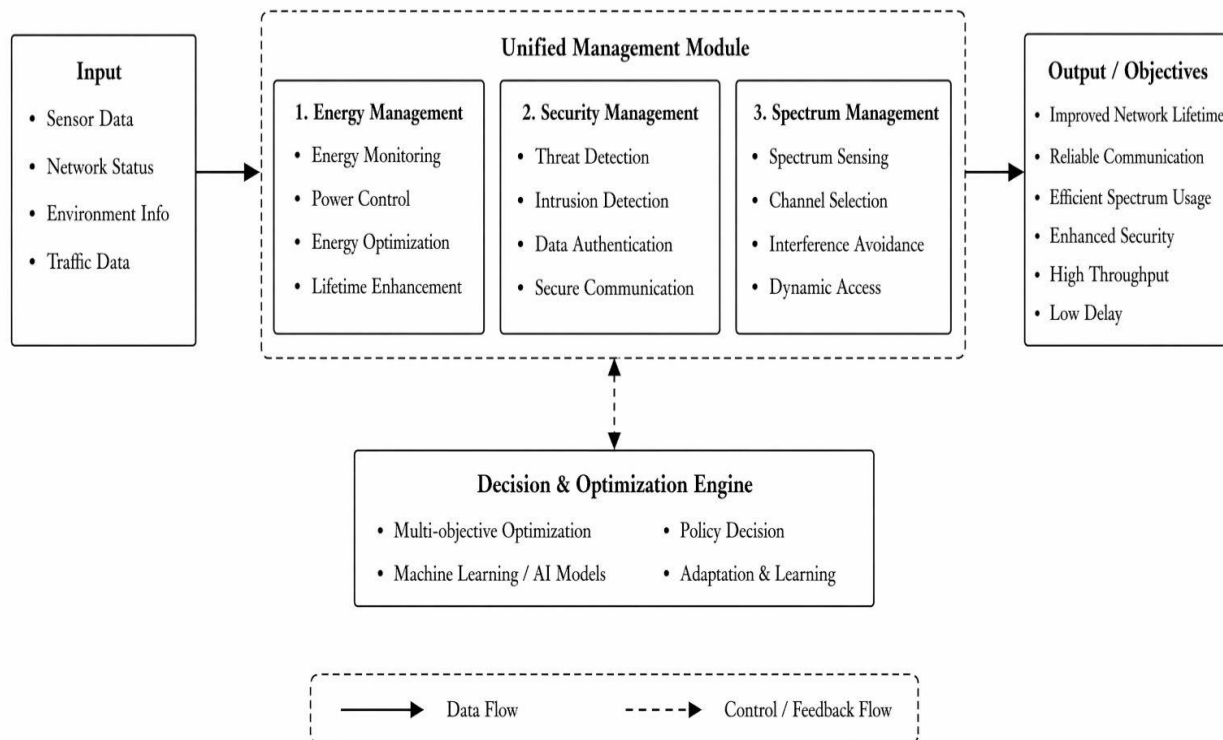 Unified Management Module
Input
• Sensor Data
• Network Status
• Environment Info
• Traffic Data
1. Energy Management
• Energy Monitoring
• Power Control
• Energy Optimization
• Lifetime Enhancement
2. Security Management
• Threat Detection
• Intrusion Detection
• Data Authentication
• Secure Communication
3. Spectrum Management
• Spectrum Sensing
• Channel Selection
• Interference Avoidance
• Dynamic Access
Output / Objectives
• Improved Network Lifetime
• Reliable Communication
• Efficient Spectrum Usage
• Enhanced Security
• High Throughput
• Low Delay
Decision & Optimization Engine
• Multi-objective Optimization
• Machine Learning / AI Models
• Policy Decision
• Adaptation & Learning
Data Flow
Control / Feedback Flow